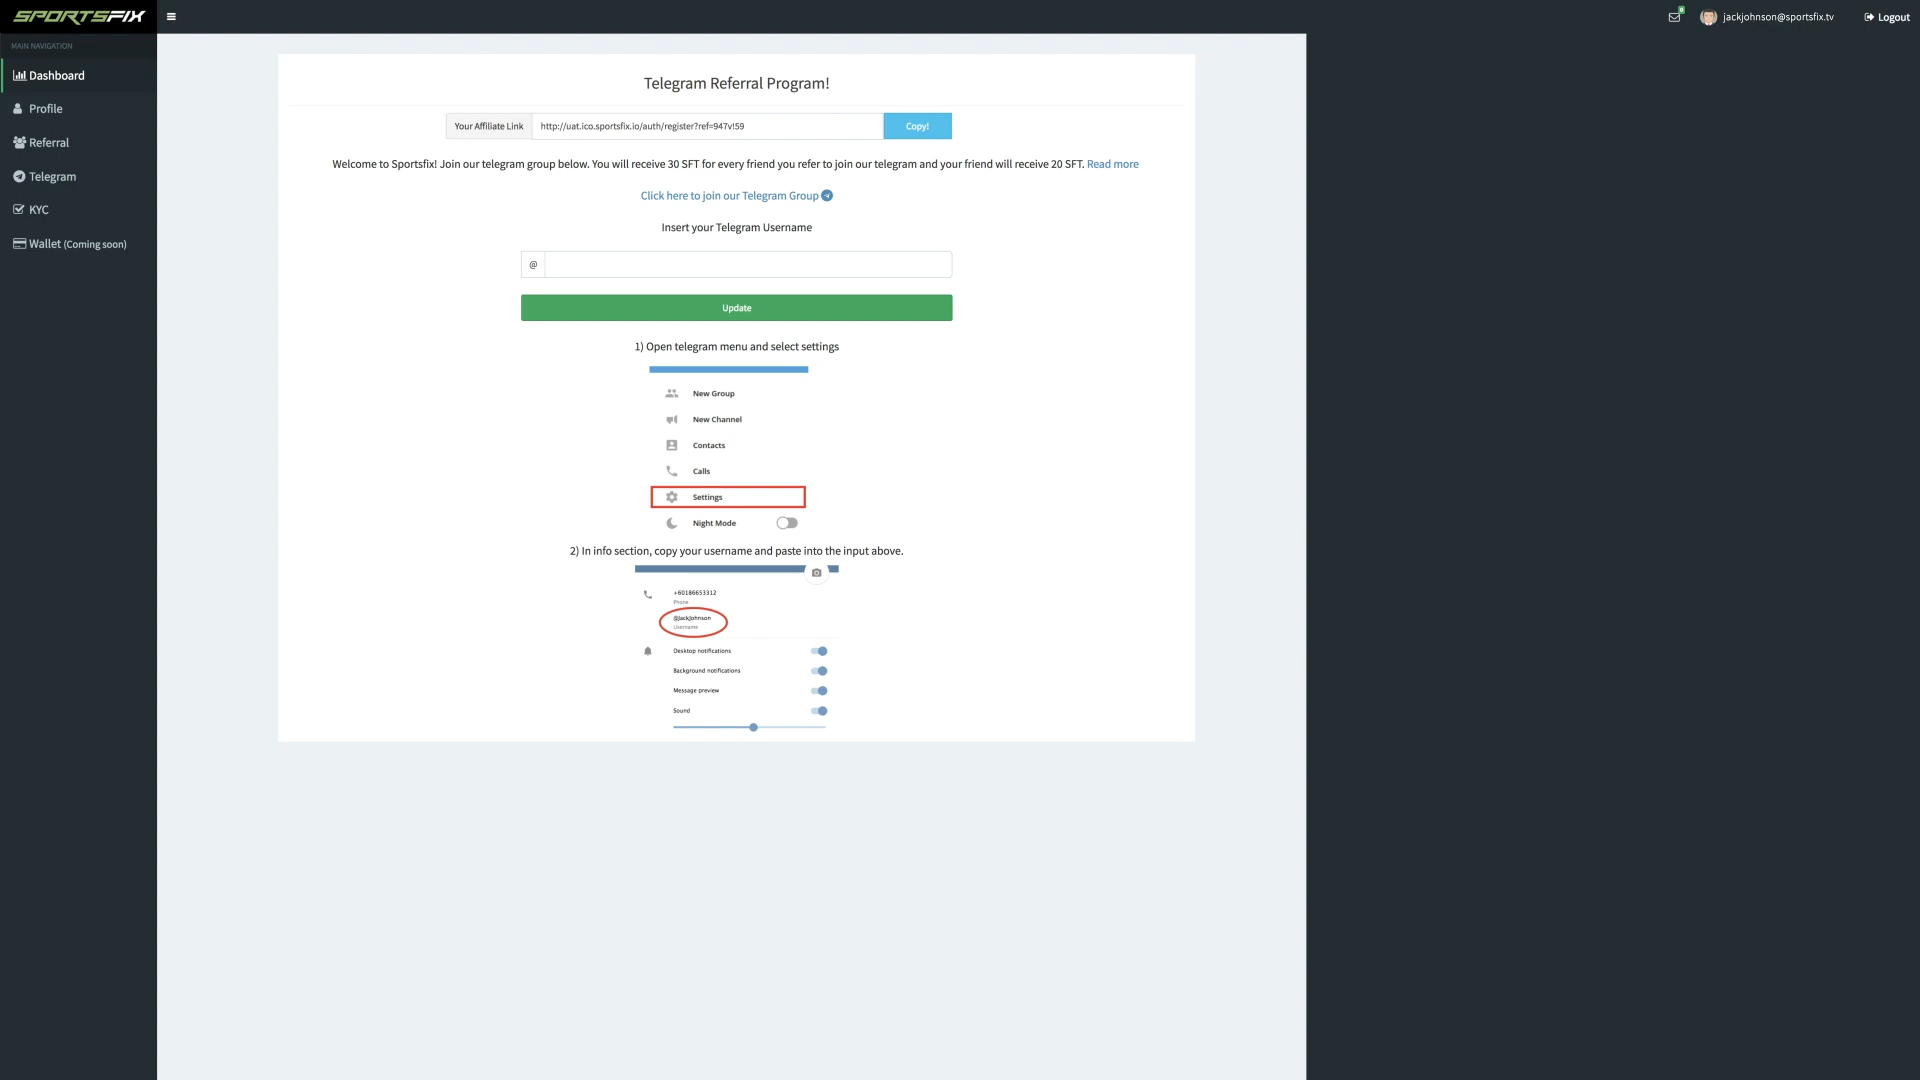 SPORTSFIX
0
jackjohnson@sportsfix.tv
Logout
MAIN NAVIGATION
Dashboard
Profile
Referral
Telegram
KYC
Wallet (Coming soon)
Telegram Referral Program!
Your Affiliate Link http://uat.ico.sportsfix.io/auth/register?ref=947v!59 Copy!
Welcome to Sportsfix! Join our telegram group below. You will receive 30 SFT for every friend you refer to join our telegram and your friend will receive 20 SFT. Read more
Click here to join our Telegram Group
Insert your Telegram Username
@
Update
1) Open telegram menu and select settings
New Group
New Channel
Contacts
Calls
Settings
Night Mode
2) In info section, copy your username and paste into the input above.
+60186653312
Phone
@JackJohnson
Username
Desktop notifications
Background notifications
Message preview
Sound